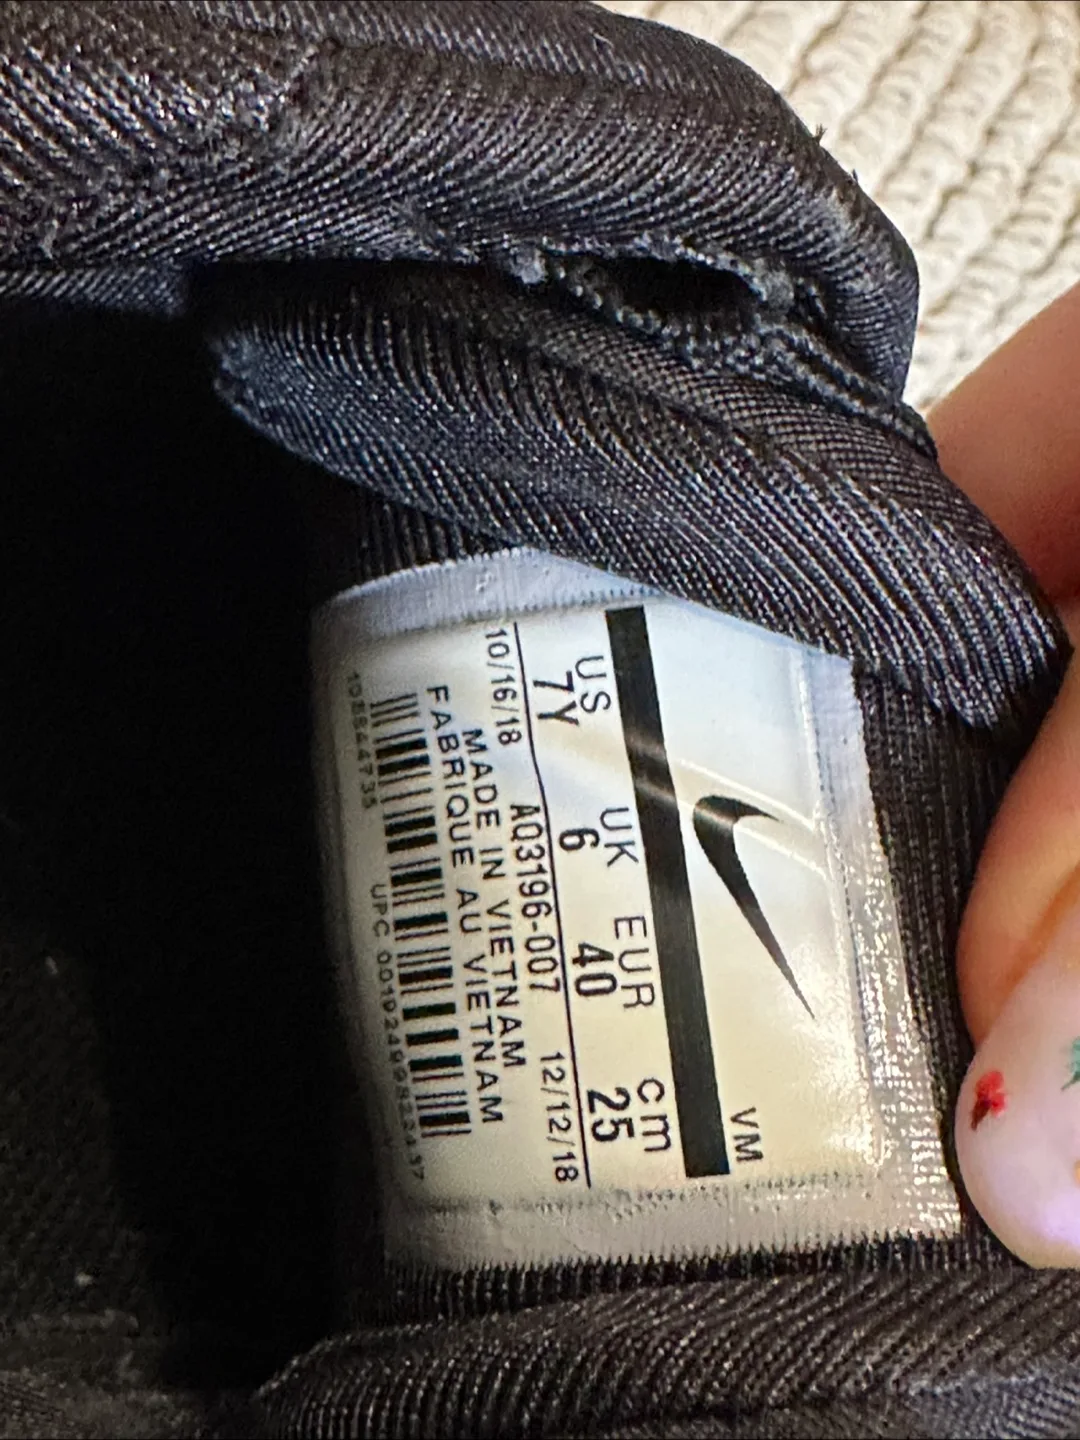 VM
US UK EUR cm
7Y 6 40 25
10/16/18 AQ3196-007 12/12/18
MADE IN VIETNAM
FABRIQUE AU VIETNAM
UPC